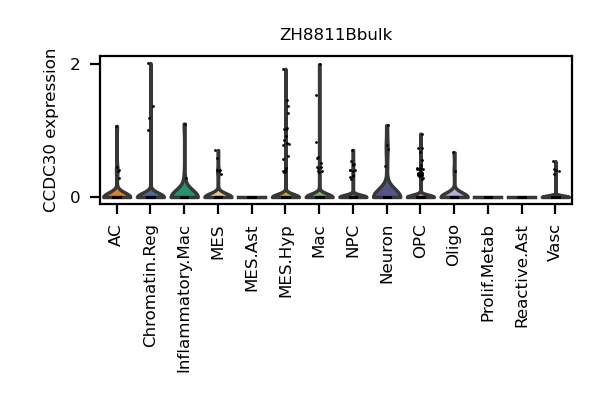 ZH8811Bbulk
CCDC30 expression
2
0
AC
Chromatin.Reg
Inflammatory.Mac
MES
MES.Ast
MES.Hyp
Mac
NPC
Neuron
OPC
Oligo
Prolif.Metab
Reactive.Ast
Vasc